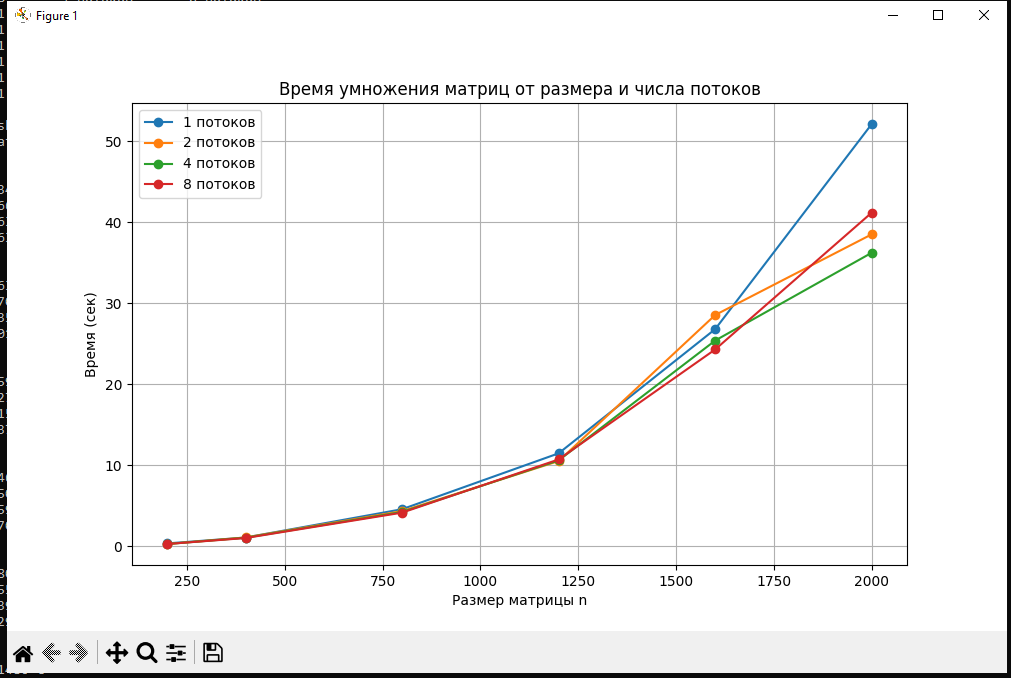 Figure 1
Время умножения матриц от размера и числа потоков
1 потоков
2 потоков
4 потоков
8 потоков
50
40
30
20
10
0
Время (сек)
250 500 750 1000 1250 1500 1750 2000
Размер матрицы n